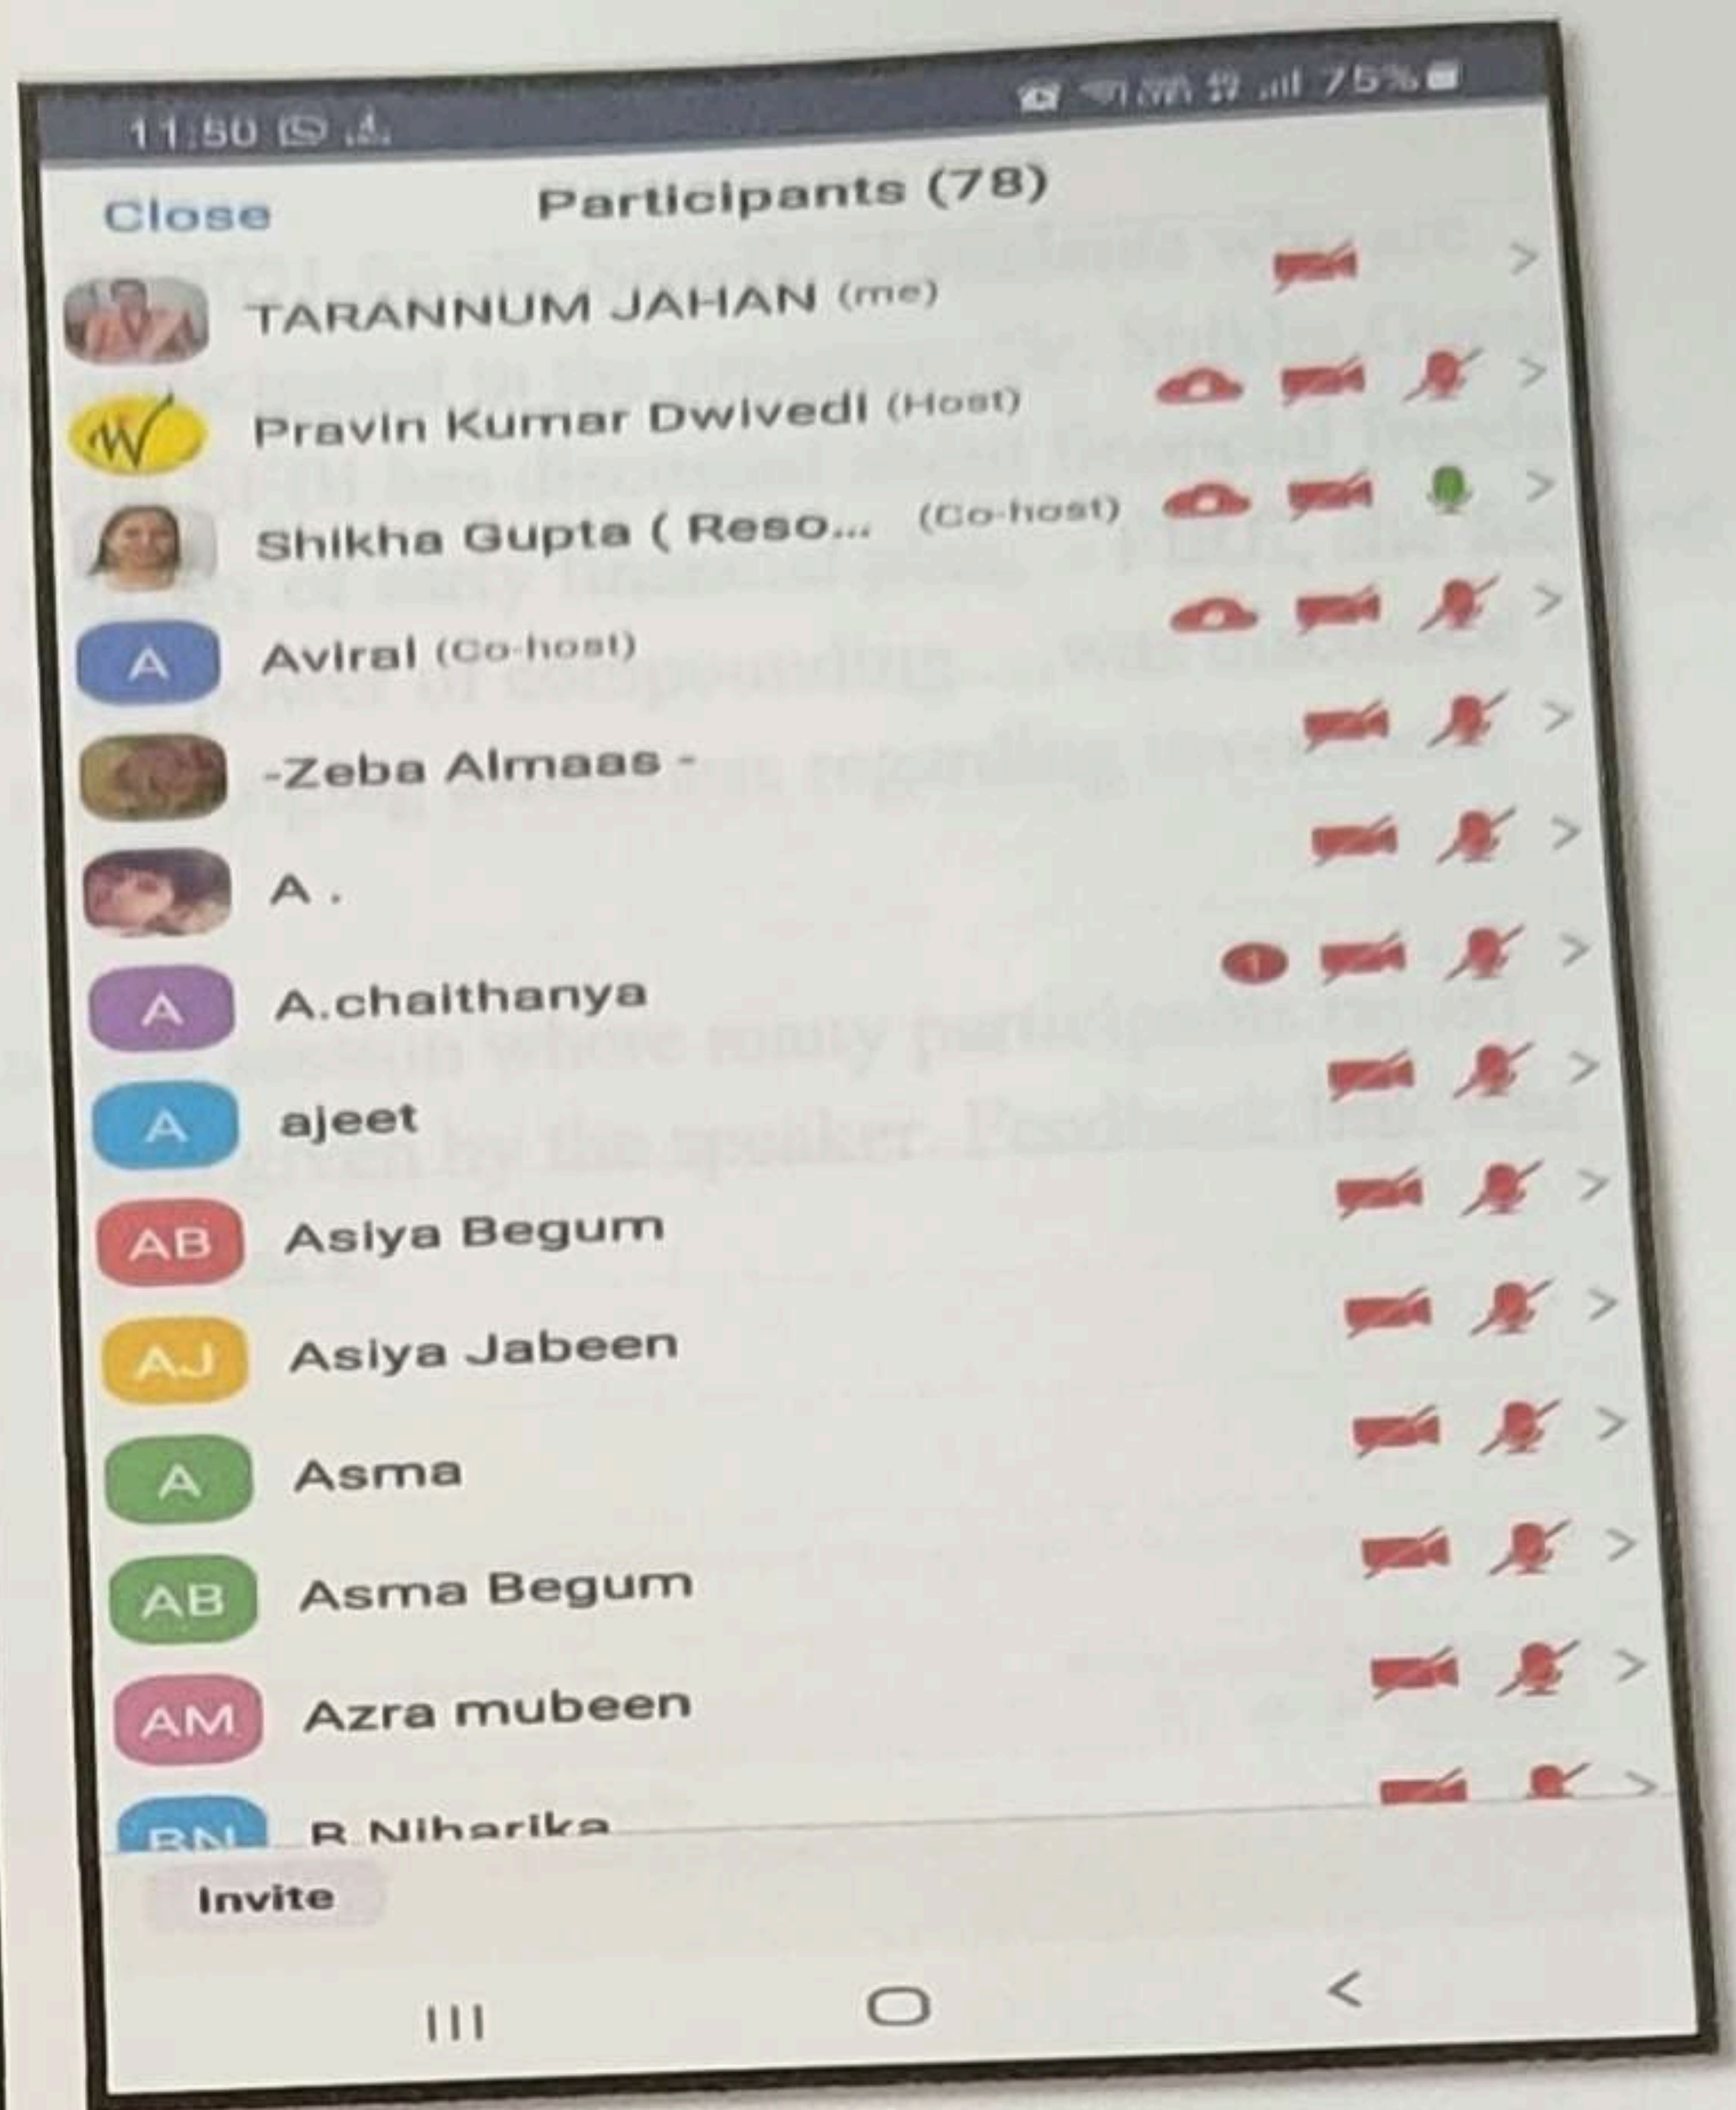 11:50 75%
Close Participants (78)
TARANNUM JAHAN (me)
W Pravin Kumar Dwivedi (Host)
Shikha Gupta ( Reso... (Co-host)
A Aviral (Co-host)
-Zeba Almaas -
A .
A A.chaithanya
A ajeet
AB Asiya Begum
AJ Asiya Jabeen
A Asma
AB Asma Begum
AM Azra mubeen
BN B Niharika
Invite